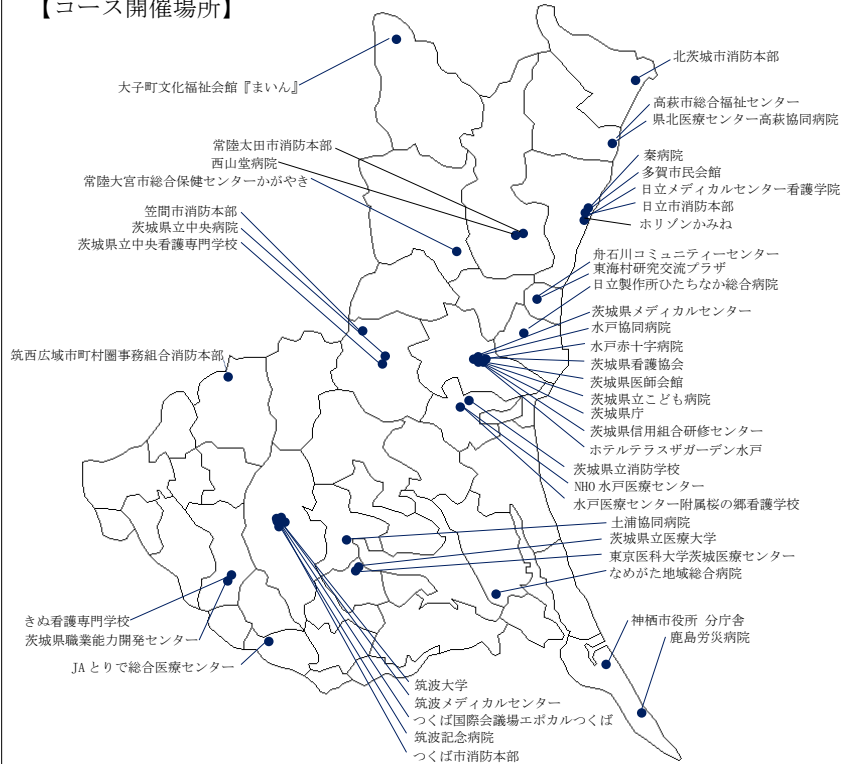 【コース開催場所】
北茨城市消防本部
大子町文化福祉会館『まいん』
高萩市総合福祉センター
県北医療センター高萩協同病院
常陸太田市消防本部
西山堂病院
常陸大宮市総合保健センターかがやき
秦病院
多賀市民会館
日立メディカルセンター看護学院
日立市消防本部
ホリゾンかみね
笠間市消防本部
茨城県立中央病院
茨城県立中央看護専門学校
舟石川コミュニティーセンター
東海村研究交流プラザ
日立製作所ひたちなか総合病院
茨城県メディカルセンター
水戸協同病院
水戸赤十字病院
茨城県看護協会
茨城県医師会館
茨城県立こども病院
茨城県庁
茨城県信用組合研修センター
ホテルテラスザガーデン水戸
筑西広域市町村圏事務組合消防本部
茨城県立消防学校
NHO水戸医療センター
水戸医療センター附属桜の郷看護学校
土浦協同病院
茨城県立医療大学
東京医科大学茨城医療センター
なめがた地域総合病院
きぬ看護専門学校
茨城県職業能力開発センター
JAとりで総合医療センター
神栖市役所 分庁舎
鹿島労災病院
筑波大学
筑波メディカルセンター
つくば国際会議場エポカルつくば
筑波記念病院
つくば市消防本部